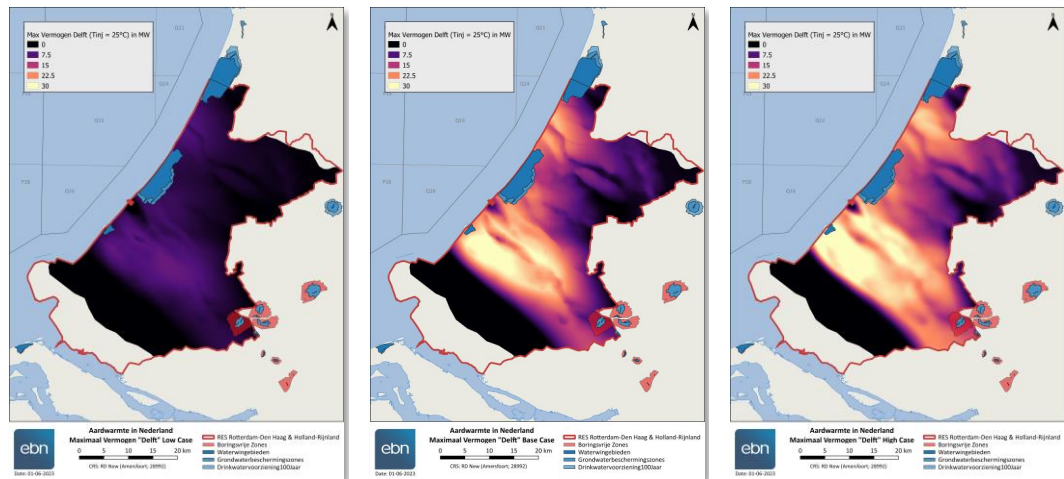 Max Vermogen Delft (Tinj = 25°C) in MW
0
7.5
15
22.5
30
ebn
Date: 01-06-2023
Aardwarmte in Nederland
Maximaal Vermogen "Delft" Low Case
0 5 10 15 20 km
CRS: RD New (Amersfoort; 28992)
RES Rotterdam-Den Haag & Holland-Rijnland
Boringsvrije Zones
Waterwingebieden
Grondwaterbeschermingszones
Drinkwatervoorziening100Jaar
Max Vermogen Delft (Tinj = 25°C) in MW
0
7.5
15
22.5
30
ebn
Date: 01-06-2023
Aardwarmte in Nederland
Maximaal Vermogen "Delft" Base Case
0 5 10 15 20 km
CRS: RD New (Amersfoort; 28992)
RES Rotterdam-Den Haag & Holland-Rijnland
Boringsvrije Zones
Waterwingebieden
Grondwaterbeschermingszones
Drinkwatervoorziening100Jaar
Max Vermogen Delft (Tinj = 25°C) in MW
0
7.5
15
22.5
30
ebn
Date: 01-06-2023
Aardwarmte in Nederland
Maximaal Vermogen "Delft" High Case
0 5 10 15 20 km
CRS: RD New (Amersfoort; 28992)
RES Rotterdam-Den Haag & Holland-Rijnland
Boringsvrije Zones
Waterwingebieden
Grondwaterbeschermingszones
Drinkwatervoorziening100Jaar